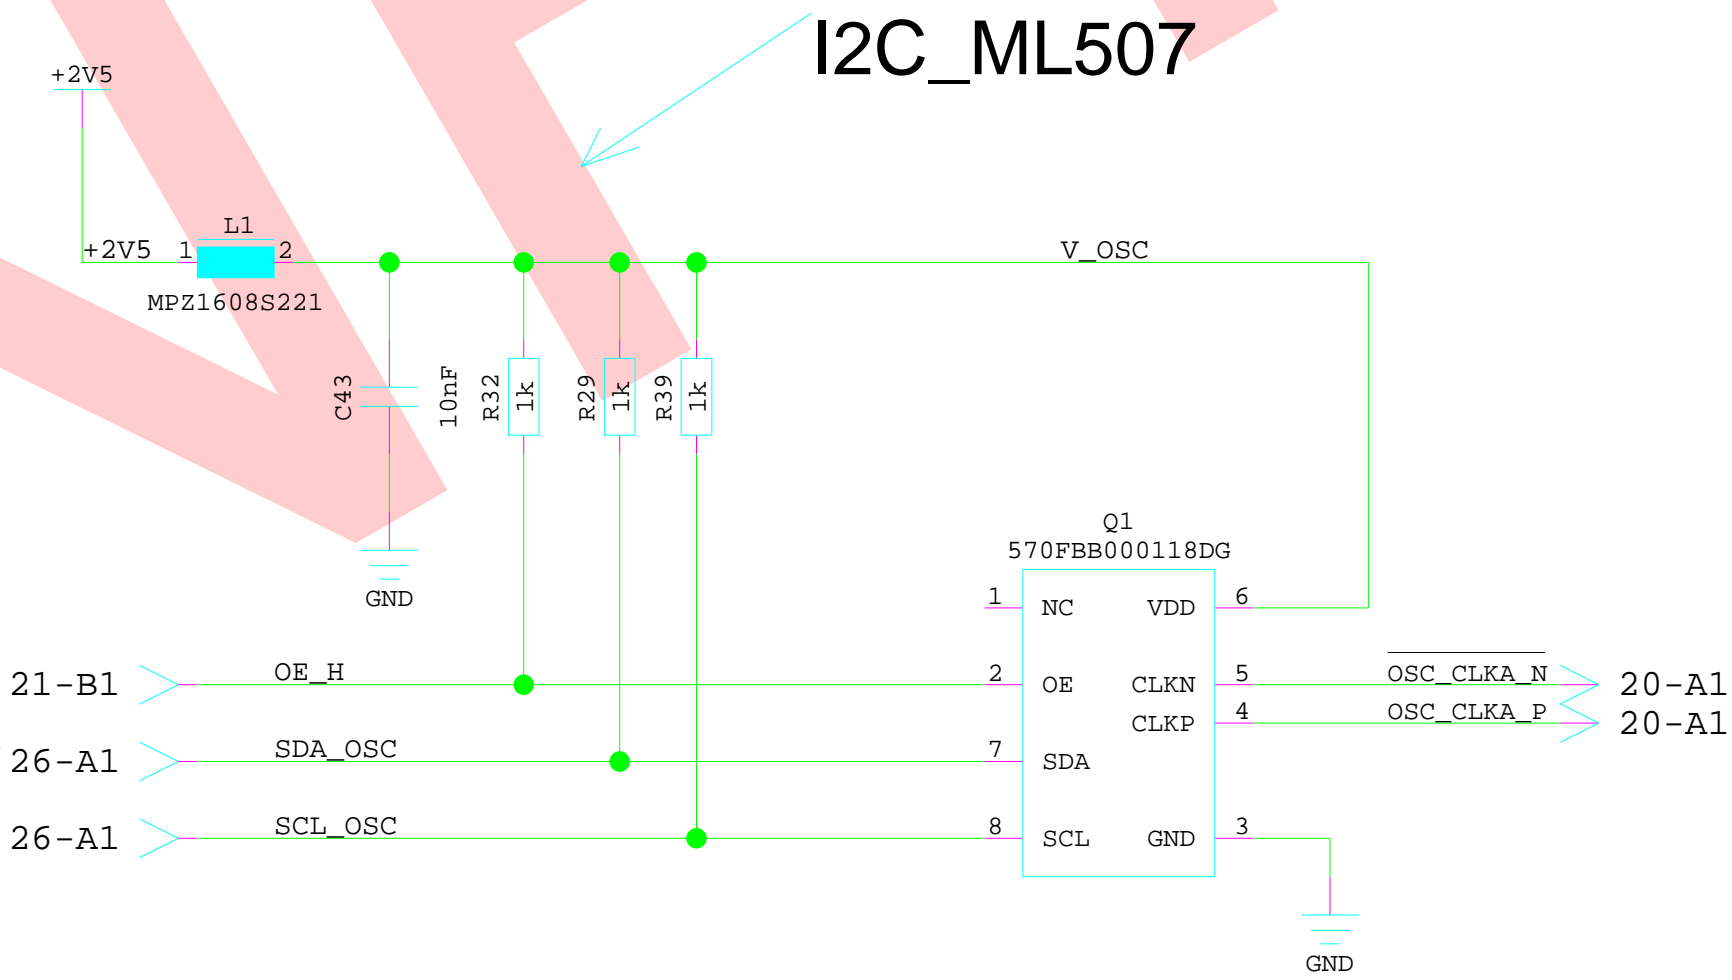 I2C_ML507
+2V5
L1
+2V5 1 2
V_OSC
MPZ1608S221
C43
10nF
R32
1k
R29
1k
R39
1k
GND
Q1
570FBB000118DG
1 NC VDD 6
21-B1 OE_H 2 OE CLKN 5 OSC_CLKA_N 20-A1
CLKP 4 OSC_CLKA_P 20-A1
26-A1 SDA_OSC 7 SDA
26-A1 SCL_OSC 8 SCL GND 3
GND